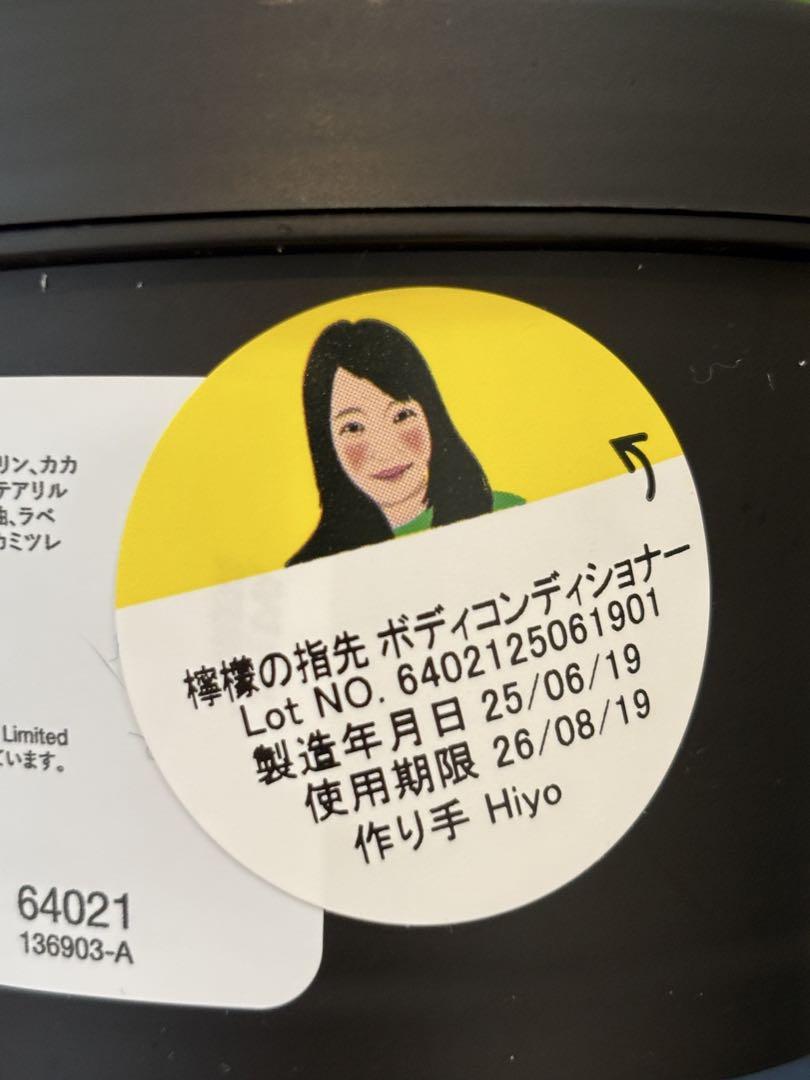 リン、カカ
テアリル
油、ラベ
カミツレ
Limited
ています。
64021
136903-A
檸檬の指先 ボディコンディショナー
Lot NO. 6402125061901
製造年月日 25/06/19
使用期限 26/08/19
作り手 Hiyo